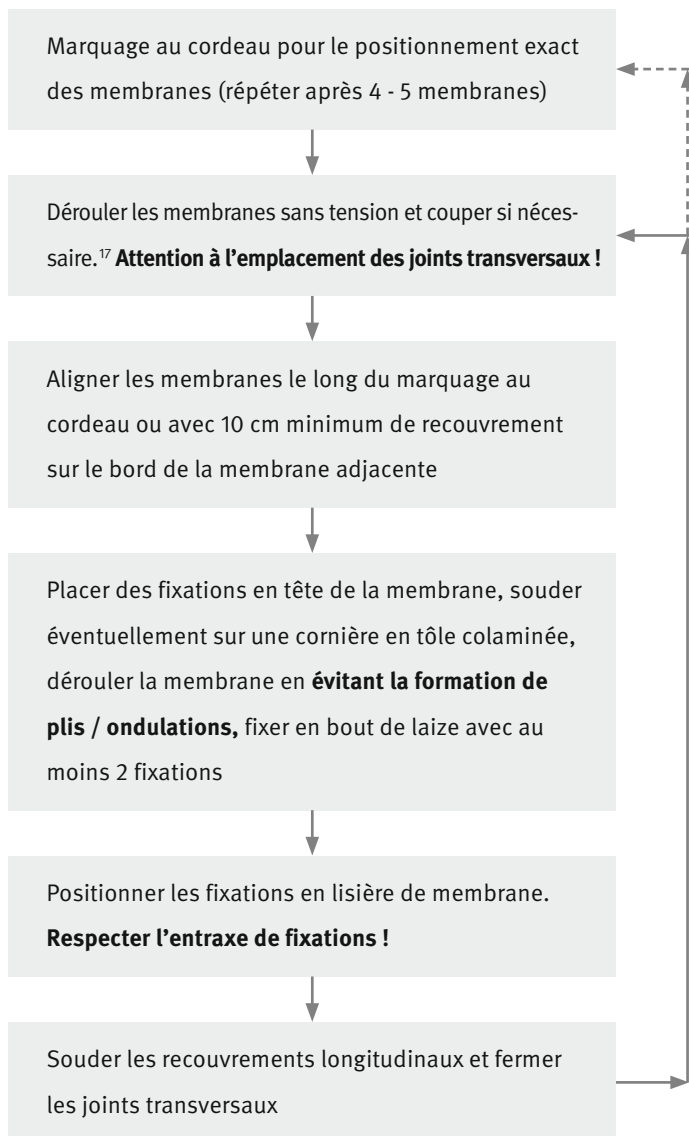 Marquage au cordeau pour le positionnement exact
des membranes (répéter après 4 - 5 membranes)
Dérouler les membranes sans tension et couper si néces-
saire.¹⁷ Attention à l’emplacement des joints transversaux !
Aligner les membranes le long du marquage au
cordeau ou avec 10 cm minimum de recouvrement
sur le bord de la membrane adjacente
Placer des fixations en tête de la membrane, souder
éventuellement sur une cornière en tôle colaminée,
dérouler la membrane en évitant la formation de
plis / ondulations, fixer en bout de laize avec au
moins 2 fixations
Positionner les fixations en lisière de membrane.
Respecter l’entraxe de fixations !
Souder les recouvrements longitudinaux et fermer
les joints transversaux